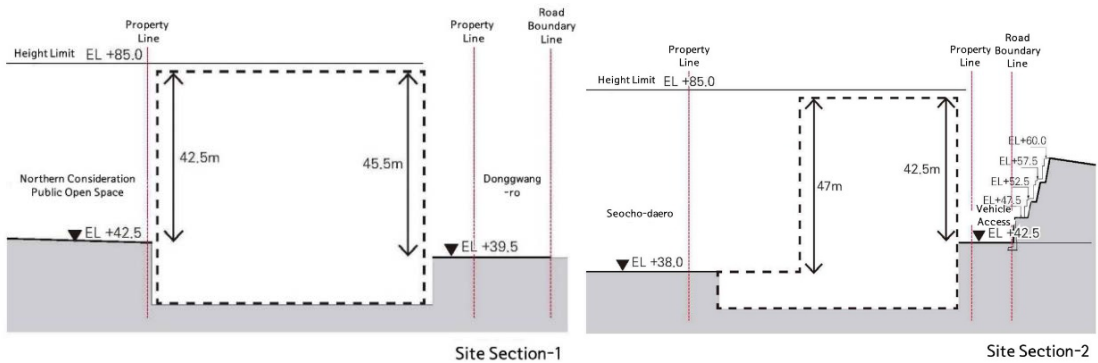 Property
Line
Property
Line
Road
Boundary
Line
Height Limit EL +85.0
42.5m
45.5m
Northern Consideration
Public Open Space
Donggwang
-ro
EL +42.5
EL +39.5
Site Section-1
Property
Line
Property
Line
Road
Boundary
Line
Height Limit EL +85.0
47m
42.5m
EL+60.0
EL+57.5
EL+52.5
EL+47.5
Seocho-daero
Vehicle
Access
EL +42.5
EL +38.0
Site Section-2